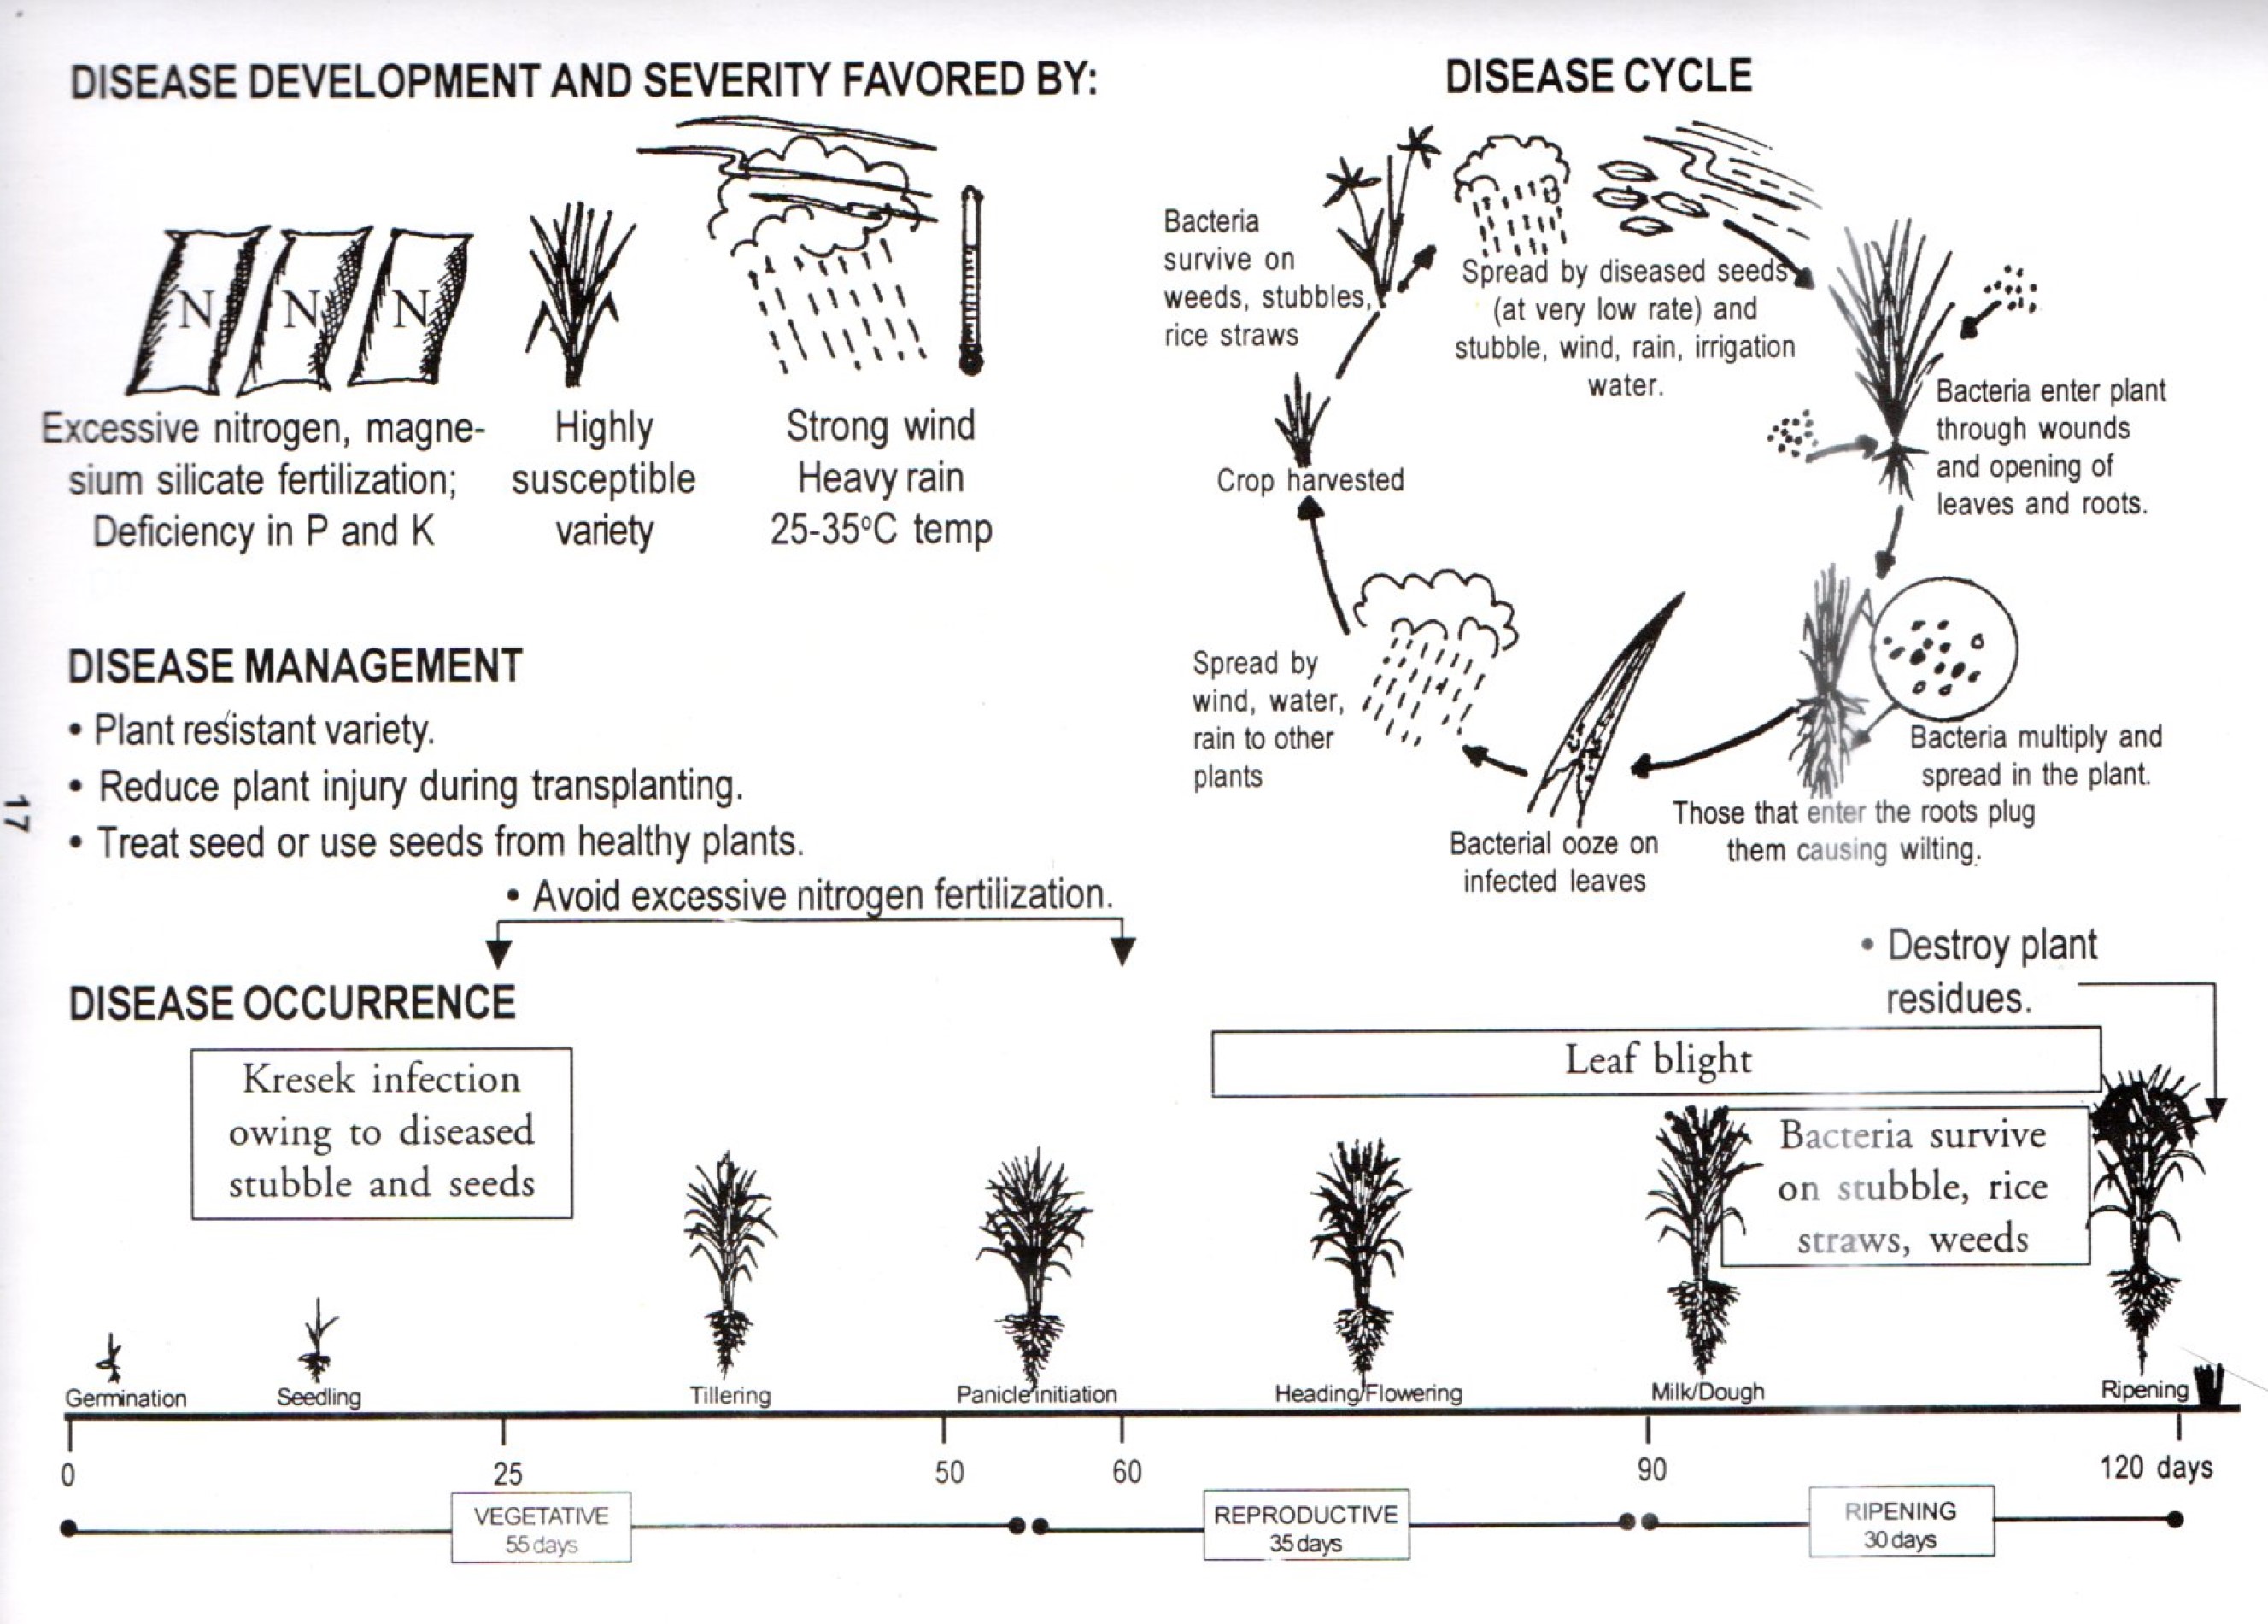 DISEASE DEVELOPMENT AND SEVERITY FAVORED BY:
N
N
N
Excessive nitrogen, magne-
sium silicate fertilization;
Deficiency in P and K
Highly
susceptible
variety
Strong wind
Heavy rain
25-35°C temp
DISEASE CYCLE
Bacteria
survive on
weeds, stubbles,
rice straws
Spread by diseased seeds
(at very low rate) and
stubble, wind, rain, irrigation
water.
Bacteria enter plant
through wounds
and opening of
leaves and roots.
Bacteria multiply and
spread in the plant.
Those that enter the roots plug
them causing wilting.
Bacterial ooze on
infected leaves
Spread by
wind, water,
rain to other
plants
Crop harvested
DISEASE MANAGEMENT
• Plant resistant variety.
• Reduce plant injury during transplanting.
• Treat seed or use seeds from healthy plants.
• Avoid excessive nitrogen fertilization.
• Destroy plant
residues.
17
DISEASE OCCURRENCE
Kresek infection
owing to diseased
stubble and seeds
Leaf blight
Bacteria survive
on stubble, rice
straws, weeds
Germination
Seedling
Tillering
Panicle initiation
Heading/Flowering
Milk/Dough
Ripening
0
25
50
60
90
120 days
VEGETATIVE
55 days
REPRODUCTIVE
35 days
RIPENING
30 days